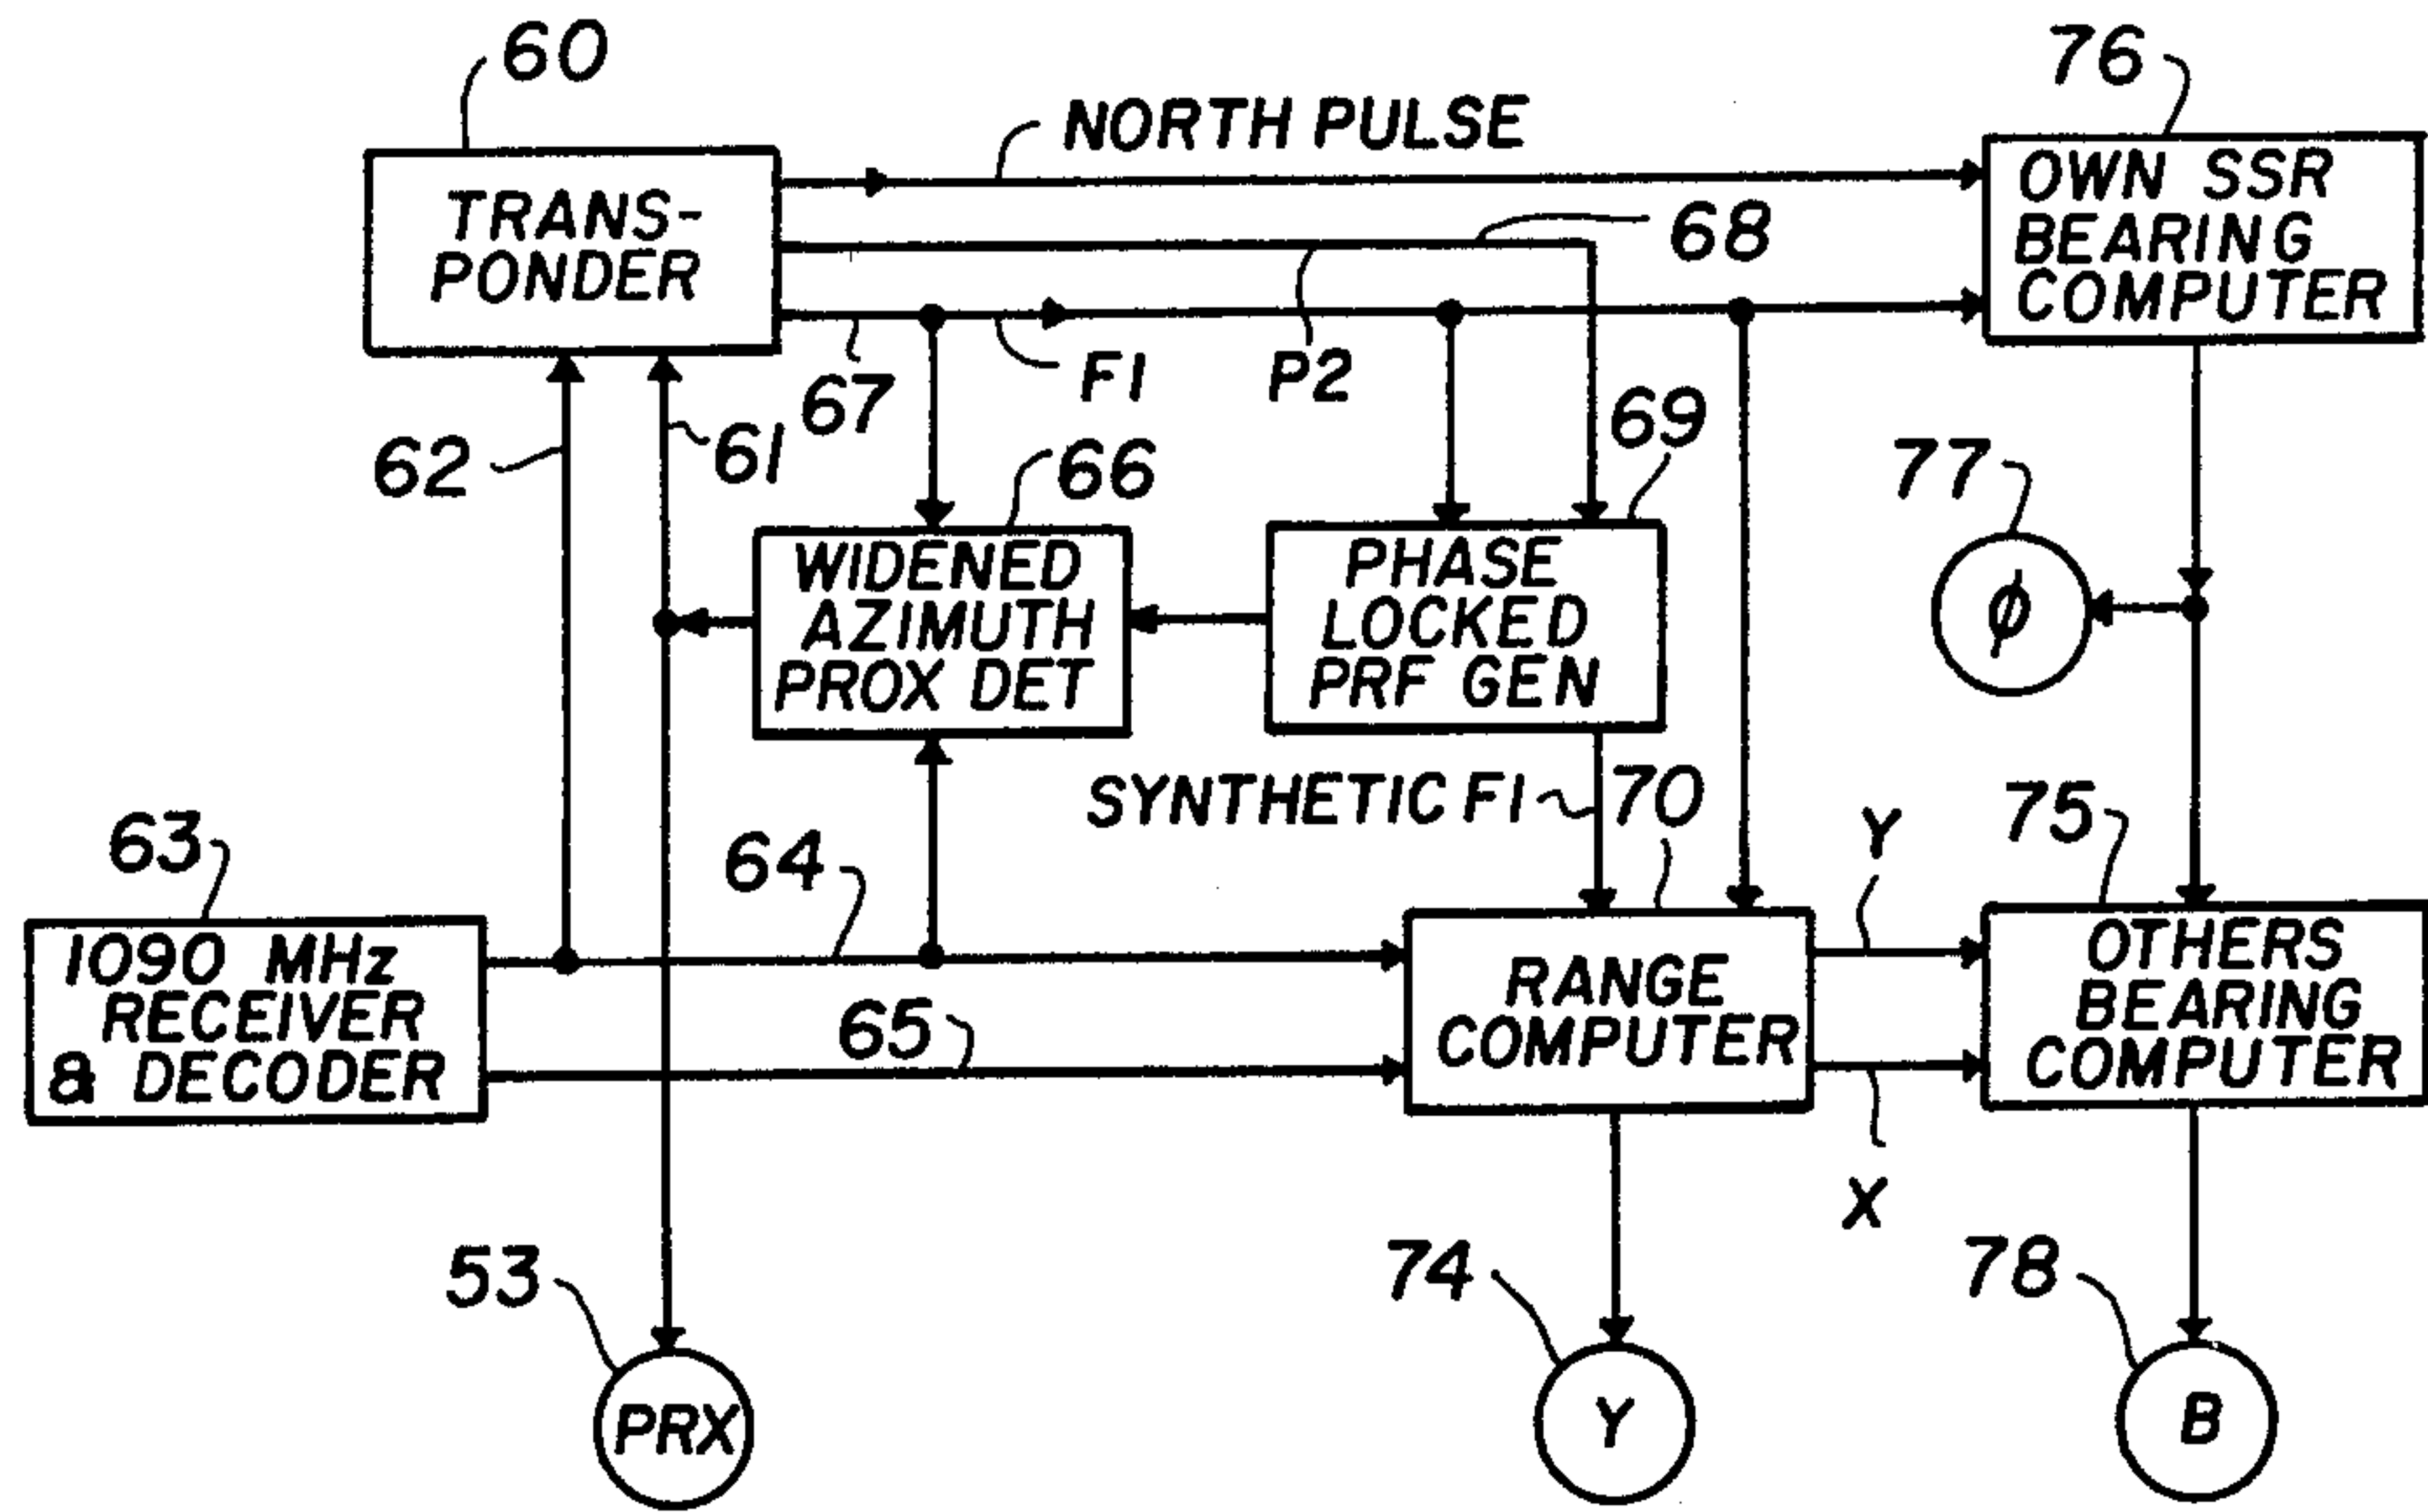 60
76
NORTH PULSE
TRANS-
PONDER
OWN SSR
BEARING
COMPUTER
68
67
F1
P2
62
61
66
69
77
WIDENED
AZIMUTH
PROX DET
PHASE
LOCKED
PRF GEN
ϕ
SYNTHETIC F1
70
63
64
Y
75
1090 MHz
RECEIVER
& DECODER
65
RANGE
COMPUTER
OTHERS
BEARING
COMPUTER
X
53
74
78
PRX
Y
B